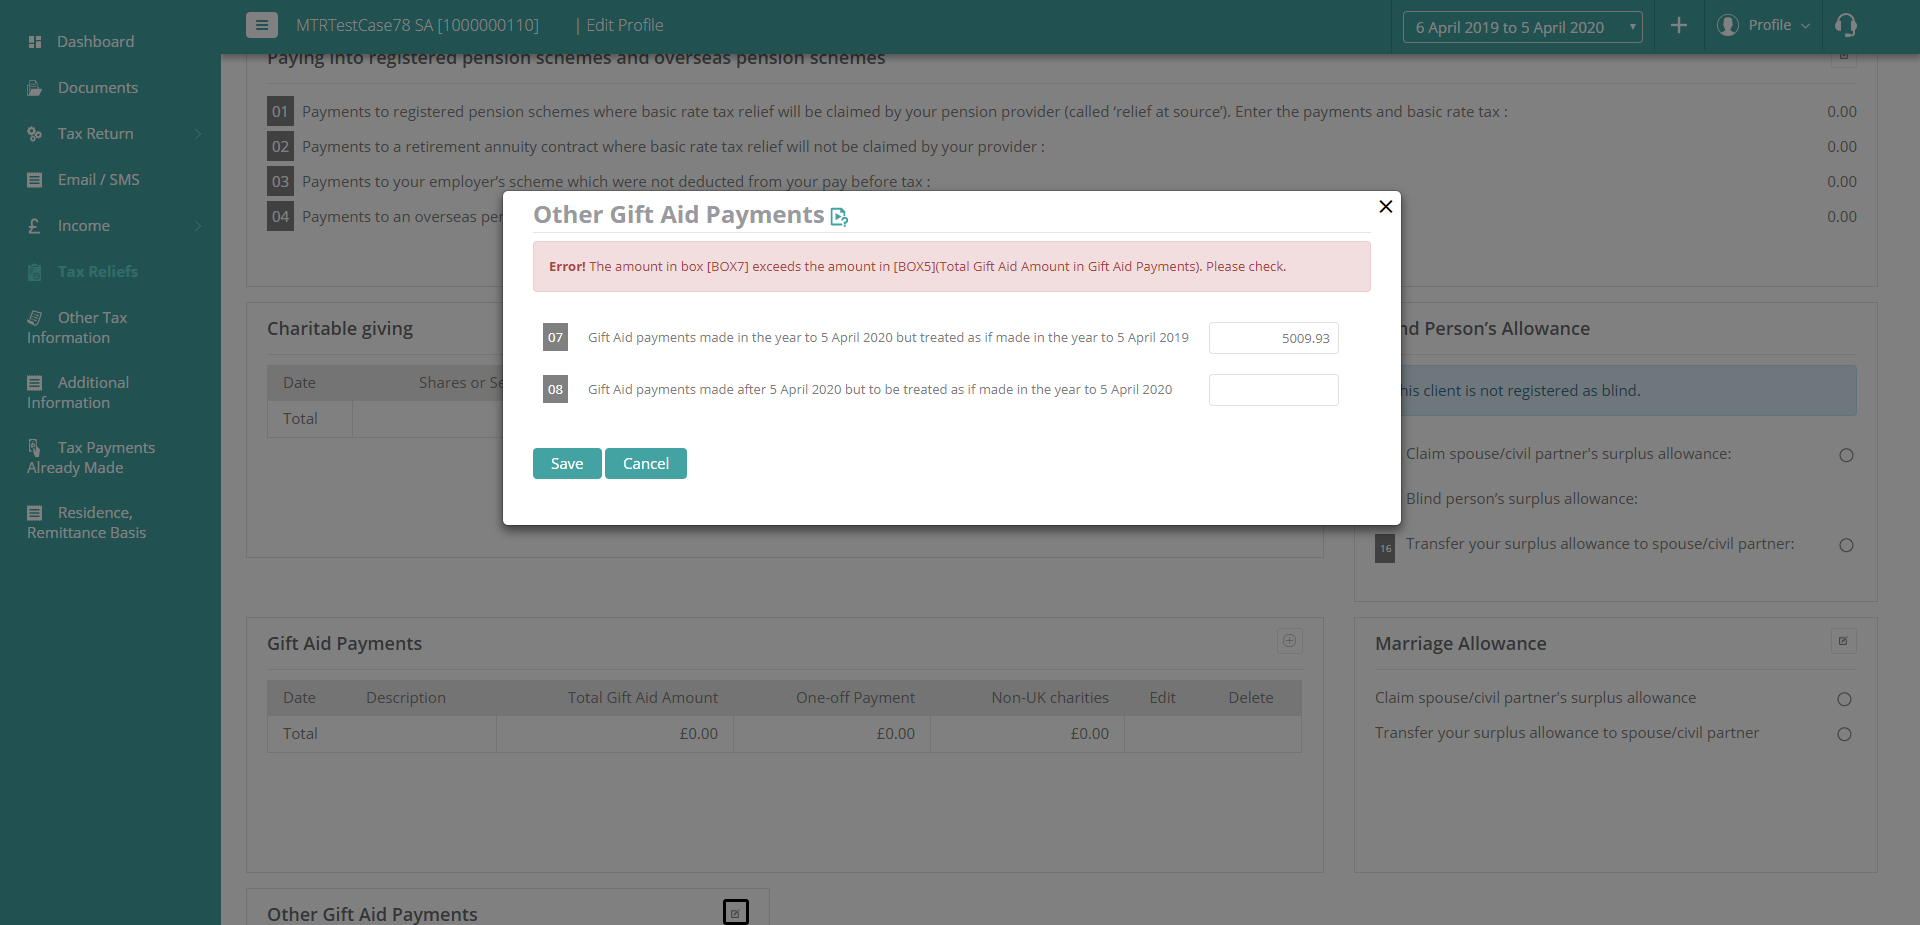 MTRTestCase78 SA [1000000110] | Edit Profile
6 April 2019 to 5 April 2020
Profile
Dashboard
Documents
Tax Return
Email / SMS
Income
Tax Reliefs
Other Tax
Information
Additional
Information
Tax Payments
Already Made
Residence,
Remittance Basis
Paying into registered pension schemes and overseas pension schemes
01 Payments to registered pension schemes where basic rate tax relief will be claimed by your pension provider (called ‘relief at source’). Enter the payments and basic rate tax : 0.00
02 Payments to a retirement annuity contract where basic rate tax relief will not be claimed by your provider : 0.00
03 Payments to your employer’s scheme which were not deducted from your pay before tax : 0.00
04 Payments to an overseas 0.00
Other Gift Aid Payments
Error! The amount in box [BOX7] exceeds the amount in [BOX5](Total Gift Aid Amount in Gift Aid Payments). Please check.
07 Gift Aid payments made in the year to 5 April 2020 but treated as if made in the year to 5 April 2019 5009.93
08 Gift Aid payments made after 5 April 2020 but to be treated as if made in the year to 5 April 2020
Save Cancel
Charitable giving
Date Shares or
Total
Person’s Allowance
client is not registered as blind.
Claim spouse/civil partner's surplus allowance:
Blind person’s surplus allowance:
16 Transfer your surplus allowance to spouse/civil partner:
Gift Aid Payments
Date Description Total Gift Aid Amount One-off Payment Non-UK charities Edit Delete
Total £0.00 £0.00 £0.00
Marriage Allowance
Claim spouse/civil partner's surplus allowance
Transfer your surplus allowance to spouse/civil partner
Other Gift Aid Payments